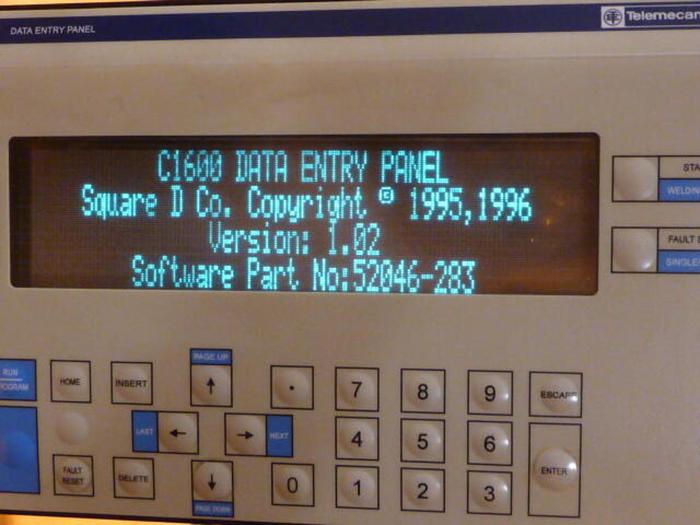 DATA ENTRY PANEL
Telemecan
C1600 DATA ENTRY PANEL
Square D Co. Copyright © 1995,1996
Version: 1.02
Software Part No:52046-283
STA
WELDIN
FAULT
SINGLE
RUN
PROGRAM
HOME
INSERT
PAGE UP
↑
.
7
8
9
ESCAPE
LAST
←
→
NEXT
4
5
6
FAULT
RESET
DELETE
↓
PAGE DOWN
0
1
2
3
ENTER